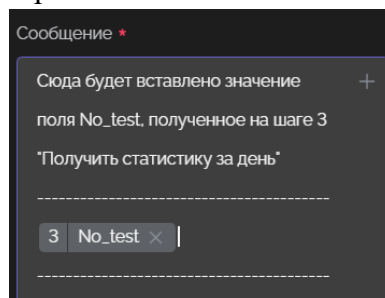 Сообщение *
Сюда будет вставлено значение
поля No_test, полученное на шаге 3
"Получить статистику за день"
-----------------------------------------
3 No_test ×
-----------------------------------------